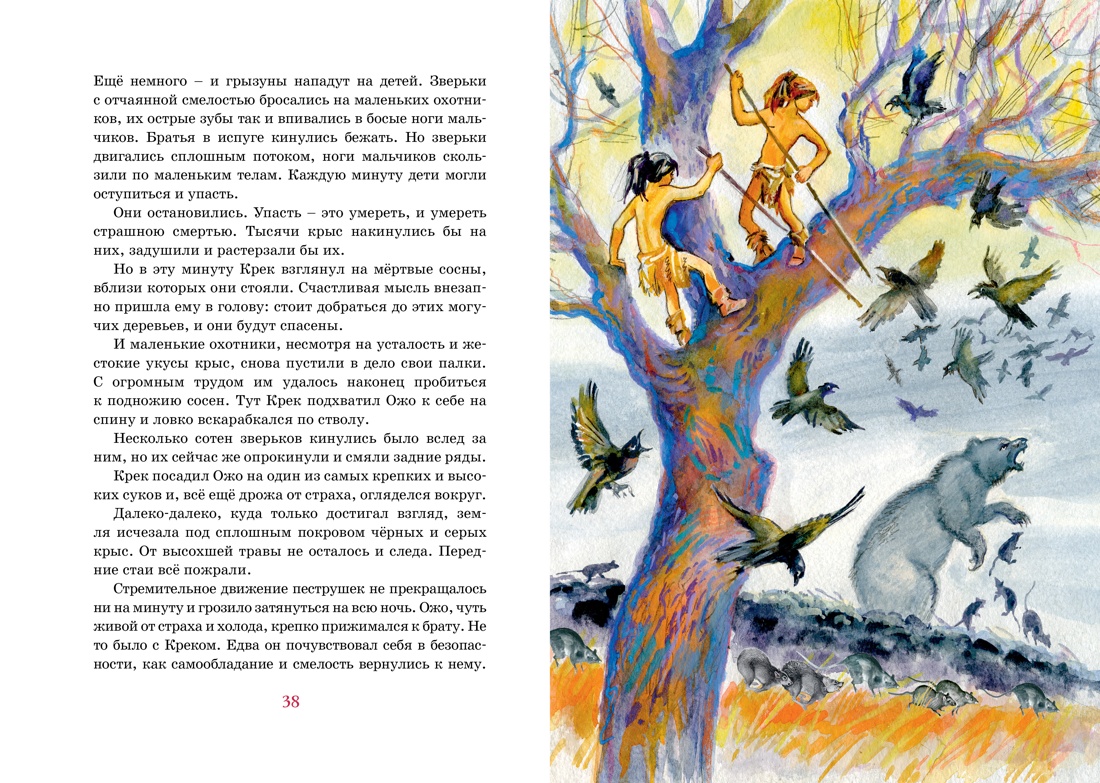 Ещё немного – и грызуны нападут на детей. Зверьки
с отчаянной смелостью бросались на маленьких охотни-
ков, их острые зубы так и впивались в босые ноги маль-
чиков. Братья в испуге кинулись бежать. Но зверьки
двигались сплошным потоком, ноги мальчиков сколь-
зили по маленьким телам. Каждую минуту дети могли
оступиться и упасть.
Они остановились. Упасть – это умереть, и умереть
страшною смертью. Тысячи крыс накинулись бы на
них, задушили и растерзали бы их.
Но в эту минуту Крек взглянул на мёртвые сосны,
вблизи которых они стояли. Счастливая мысль внезап-
но пришла ему в голову: стоит добраться до этих могу-
чих деревьев, и они будут спасены.
И маленькие охотники, несмотря на усталость и же-
стокие укусы крыс, снова пустили в дело свои палки.
С огромным трудом им удалось наконец пробиться
к подножию сосен. Тут Крек подхватил Ожо к себе на
спину и ловко вскарабкался по стволу.
Несколько сотен зверьков кинулись было вслед за
ним, но их сейчас же опрокинули и смяли задние ряды.
Крек посадил Ожо на один из самых крепких и высо-
ких суков и, всё ещё дрожа от страха, огляделся вокруг.
Далеко-далеко, куда только достигал взгляд, зем-
ля исчезала под сплошным покровом чёрных и серых
крыс. От высохшей травы не осталось и следа. Перед-
ние стаи всё пожрали.
Стремительное движение пеструшек не прекращалось
ни на минуту и грозило затянуться на всю ночь. Ожо, чуть
живой от страха и холода, крепко прижимался к брату. Не
то было с Креком. Едва он почувствовал себя в безопас-
ности, как самообладание и смелость вернулись к нему.
38